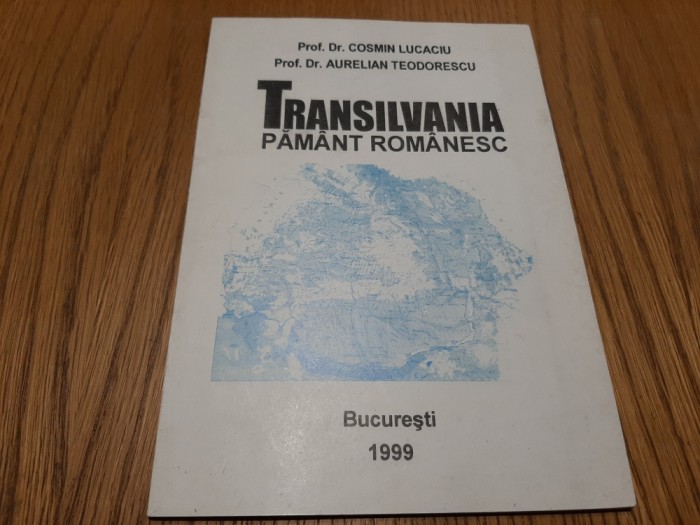 Prof. Dr. COSMIN LUCACIU
Prof. Dr. AURELIAN TEODORESCU
TRANSILVANIA
PĂMÂNT ROMÂNESC
Bucureşti
1999